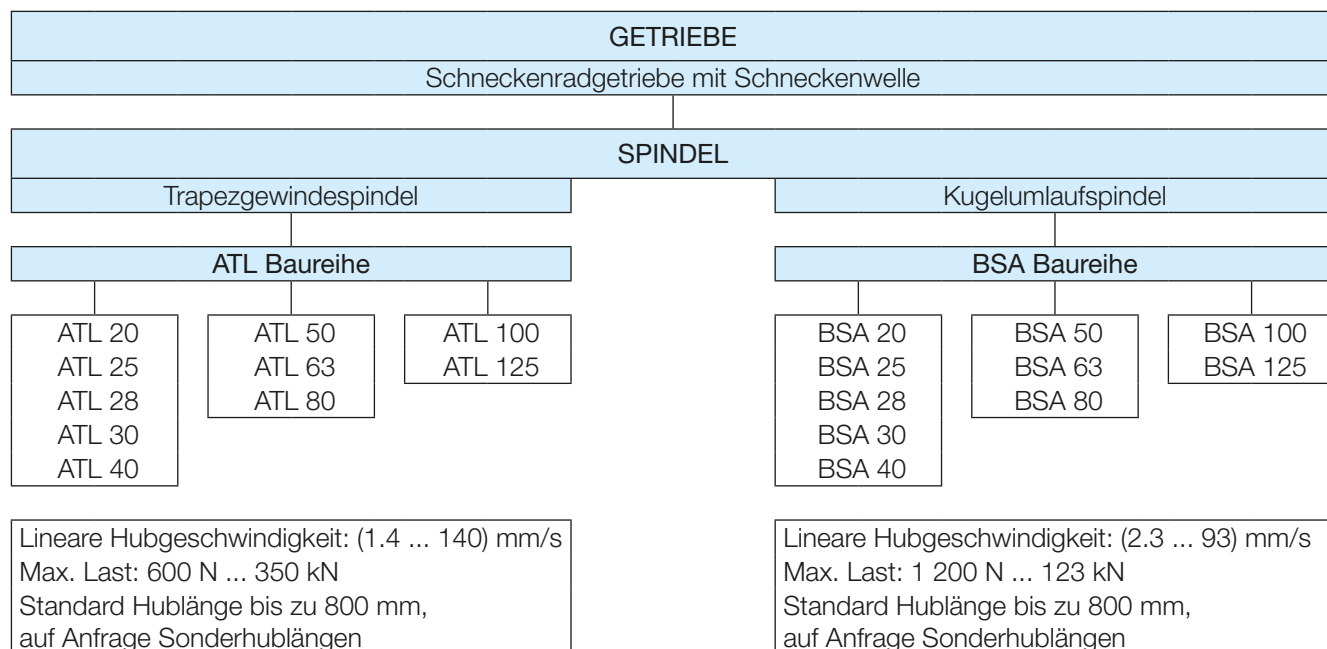 GETRIEBE
Schneckenradgetriebe mit Schneckenwelle
SPINDEL
Trapezgewindespindel
ATL Baureihe
ATL 20
ATL 25
ATL 28
ATL 30
ATL 40
ATL 50
ATL 63
ATL 80
ATL 100
ATL 125
Lineare Hubgeschwindigkeit: (1.4 ... 140) mm/s
Max. Last: 600 N ... 350 kN
Standard Hublänge bis zu 800 mm,
auf Anfrage Sonderhublängen
Kugelumlaufspindel
BSA Baureihe
BSA 20
BSA 25
BSA 28
BSA 30
BSA 40
BSA 50
BSA 63
BSA 80
BSA 100
BSA 125
Lineare Hubgeschwindigkeit: (2.3 ... 93) mm/s
Max. Last: 1 200 N ... 123 kN
Standard Hublänge bis zu 800 mm,
auf Anfrage Sonderhublängen